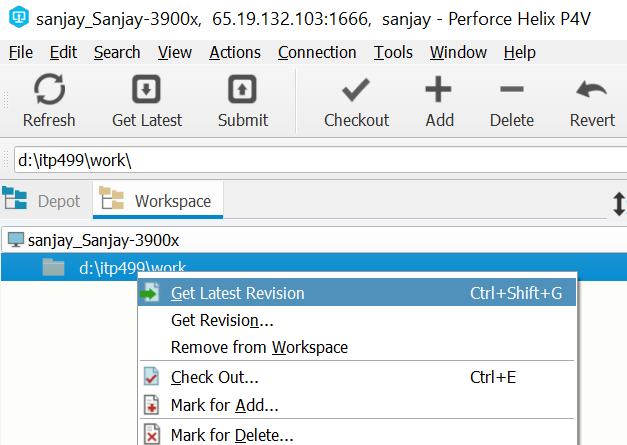 sanjay_Sanjay-3900x, 65.19.132.103:1666, sanjay - Perforce Helix P4V
File Edit Search View Actions Connection Tools Window Help
Refresh Get Latest Submit Checkout Add Delete Revert
d:\itp499\work\
Depot Workspace
sanjay_Sanjay-3900x
d:\itp499\work
Get Latest Revision Ctrl+Shift+G
Get Revision...
Remove from Workspace
Check Out... Ctrl+E
Mark for Add...
Mark for Delete...